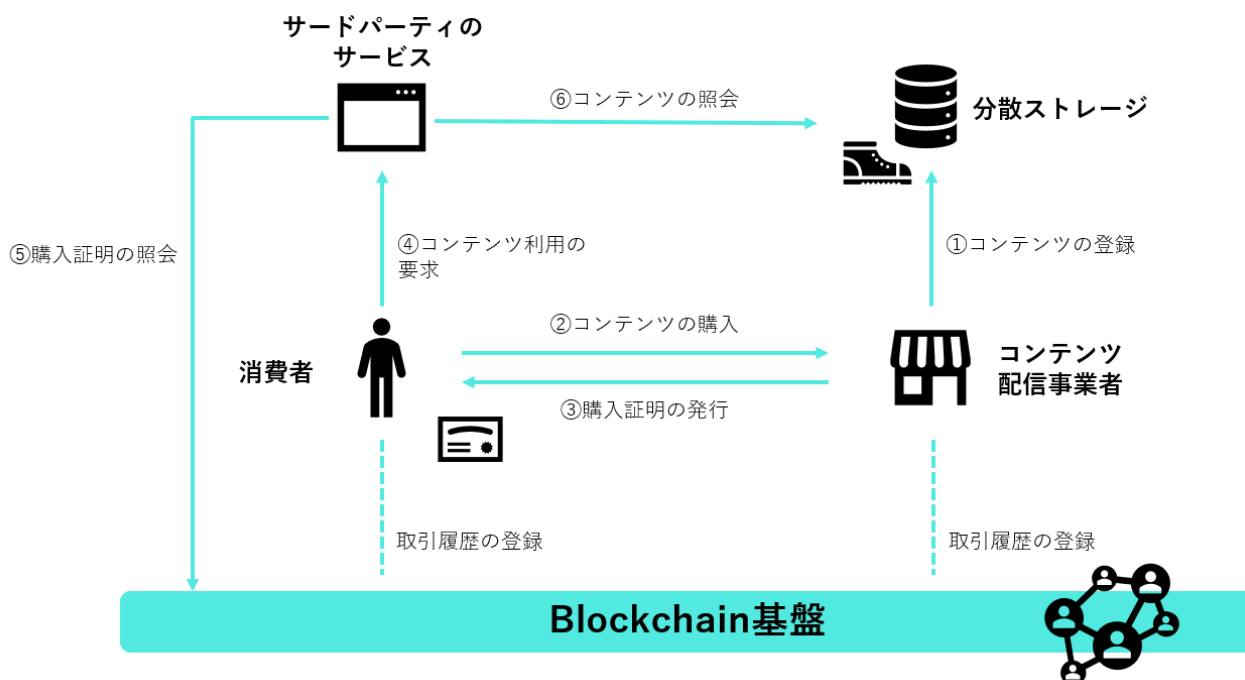 サードパーティの
サービス
⑥コンテンツの照会
分散ストレージ
⑤購入証明の照会
④コンテンツ利用の
要求
①コンテンツの登録
②コンテンツの購入
消費者
コンテンツ
配信事業者
③購入証明の発行
取引履歴の登録
取引履歴の登録
Blockchain基盤